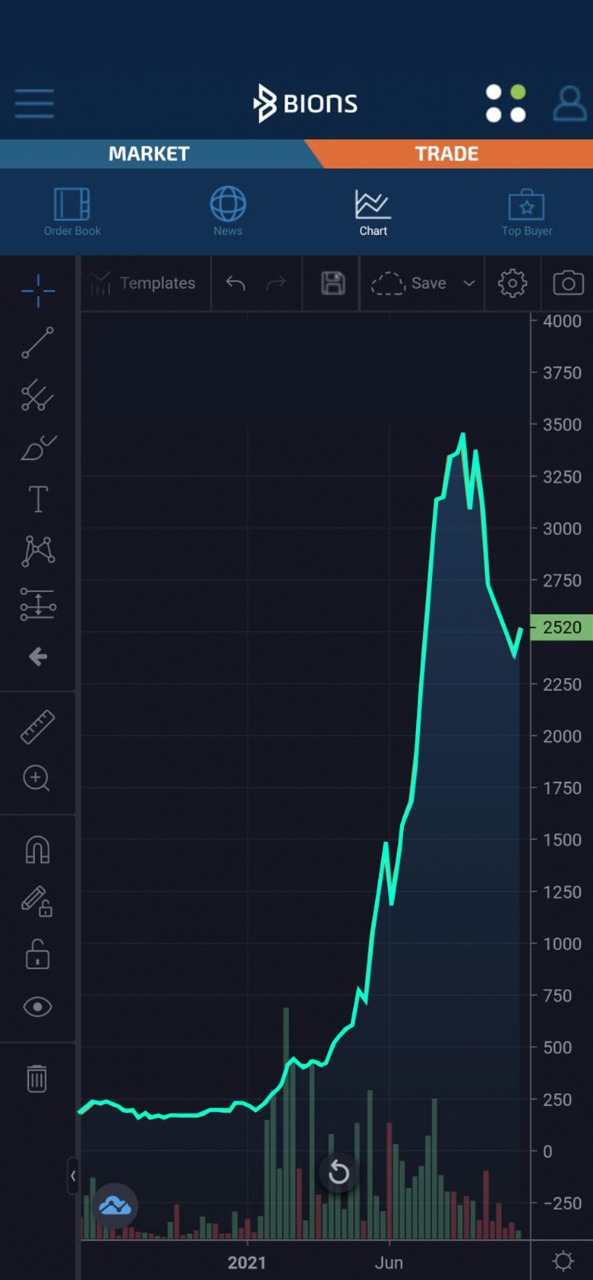 BIONS
MARKET
TRADE
Order Book
News
Chart
Top Buyer
Templates
Save
T
4000
3750
3500
3250
3000
2750
2520
2250
2000
1750
1500
1250
1000
750
500
250
0
−250
2021
Jun